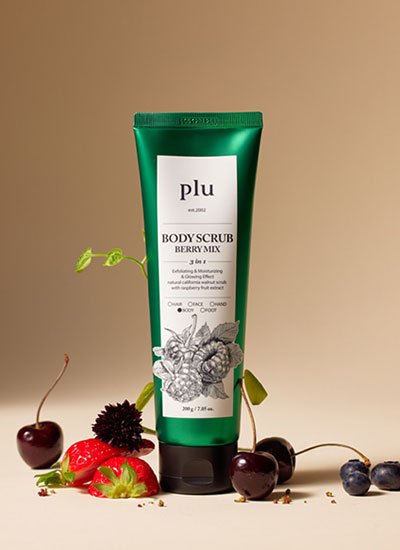 plu
est.2002
BODY SCRUB
BERRY MIX
3 in 1
Exfoliating & Moisturizing
& Glowing Effect
natural california walnut scrub
with raspberry fruit extract
○HAIR ○FACE ○HAND
●BODY ○FOOT
200 g / 7.05 oz.